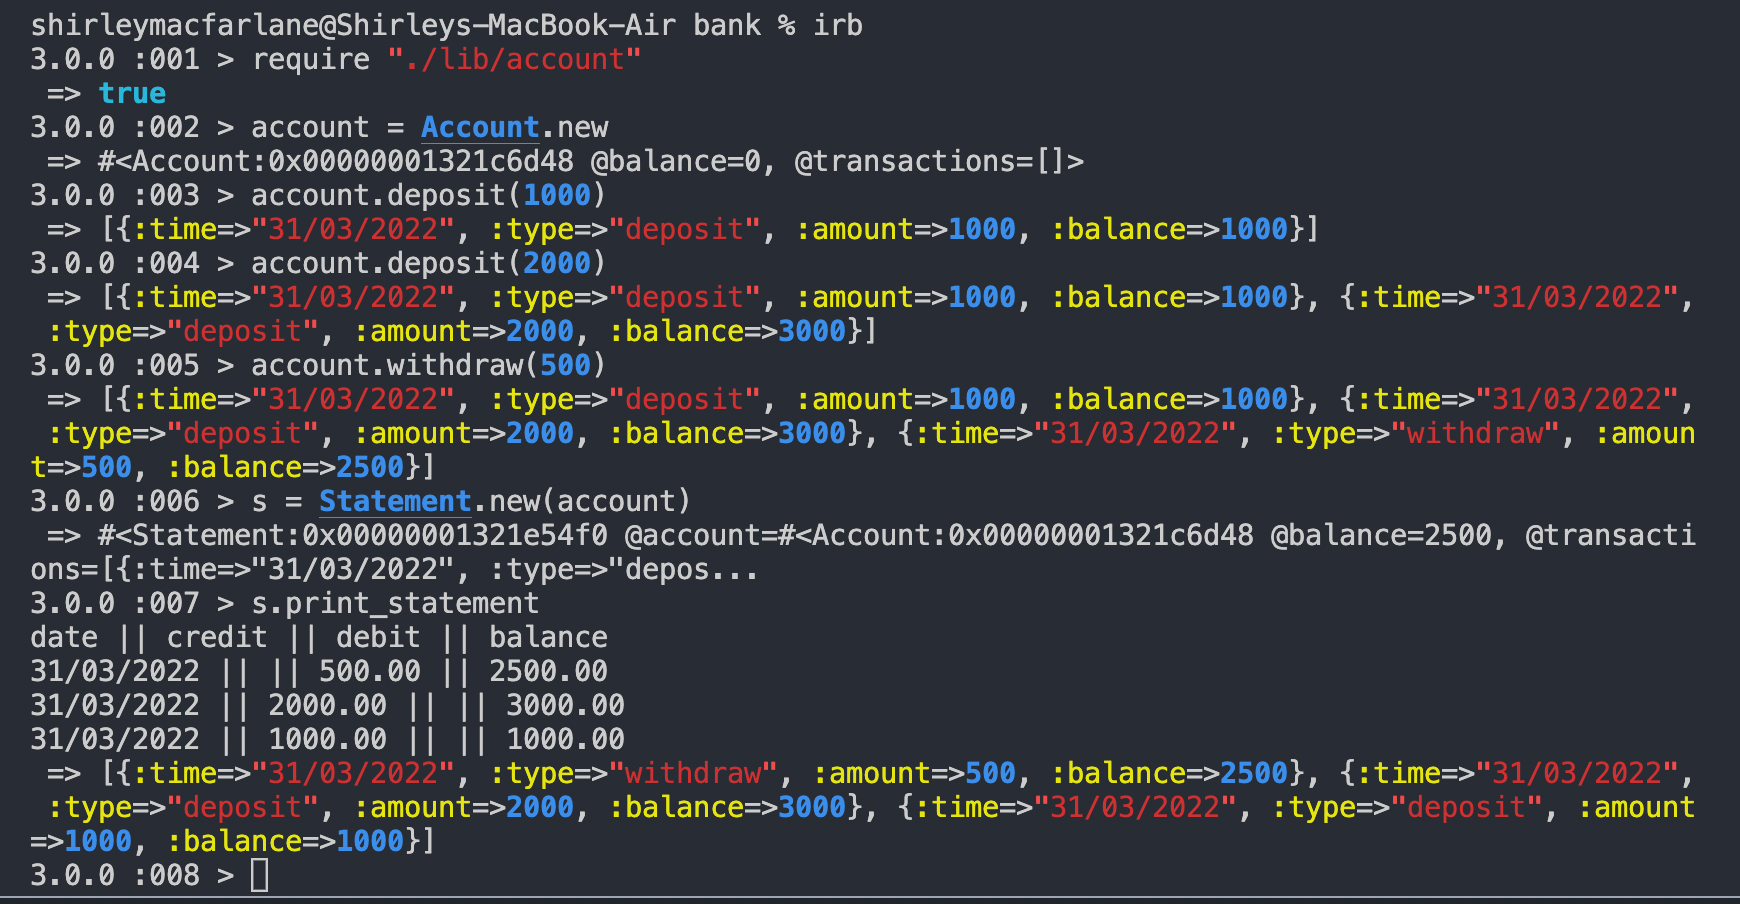 shirleymacfarlane@Shirleys-MacBook-Air bank % irb
3.0.0 :001 > require "./lib/account"
 => true
3.0.0 :002 > account = Account.new
 => #<Account:0x00000001321c6d48 @balance=0, @transactions=[]>
3.0.0 :003 > account.deposit(1000)
 => [{:time=>"31/03/2022", :type=>"deposit", :amount=>1000, :balance=>1000}]
3.0.0 :004 > account.deposit(2000)
 => [{:time=>"31/03/2022", :type=>"deposit", :amount=>1000, :balance=>1000}, {:time=>"31/03/2022",
 :type=>"deposit", :amount=>2000, :balance=>3000}]
3.0.0 :005 > account.withdraw(500)
 => [{:time=>"31/03/2022", :type=>"deposit", :amount=>1000, :balance=>1000}, {:time=>"31/03/2022",
 :type=>"deposit", :amount=>2000, :balance=>3000}, {:time=>"31/03/2022", :type=>"withdraw", :amoun
t=>500, :balance=>2500}]
3.0.0 :006 > s = Statement.new(account)
 => #<Statement:0x00000001321e54f0 @account=#<Account:0x00000001321c6d48 @balance=2500, @transacti
ons=[{:time=>"31/03/2022", :type=>"depos...
3.0.0 :007 > s.print_statement
date || credit || debit || balance
31/03/2022 || || 500.00 || 2500.00
31/03/2022 || 2000.00 || || 3000.00
31/03/2022 || 1000.00 || || 1000.00
 => [{:time=>"31/03/2022", :type=>"withdraw", :amount=>500, :balance=>2500}, {:time=>"31/03/2022",
 :type=>"deposit", :amount=>2000, :balance=>3000}, {:time=>"31/03/2022", :type=>"deposit", :amount
=>1000, :balance=>1000}]
3.0.0 :008 >